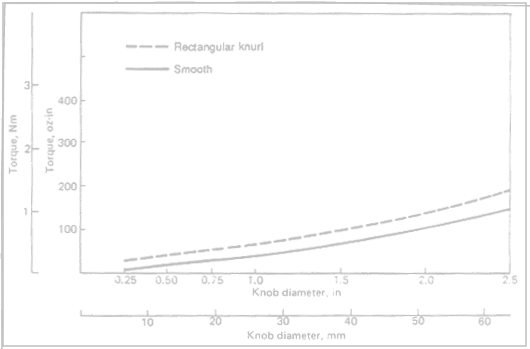 Rectangular knurl
Smooth
Torque, Nm
3
2
1
Torque, oz-in
400
300
200
100
0.25 0.50 0.75 1.0 1.5 2.0 2.5
Knob diameter, in
10 20 30 40 50 60
Knob diameter, mm